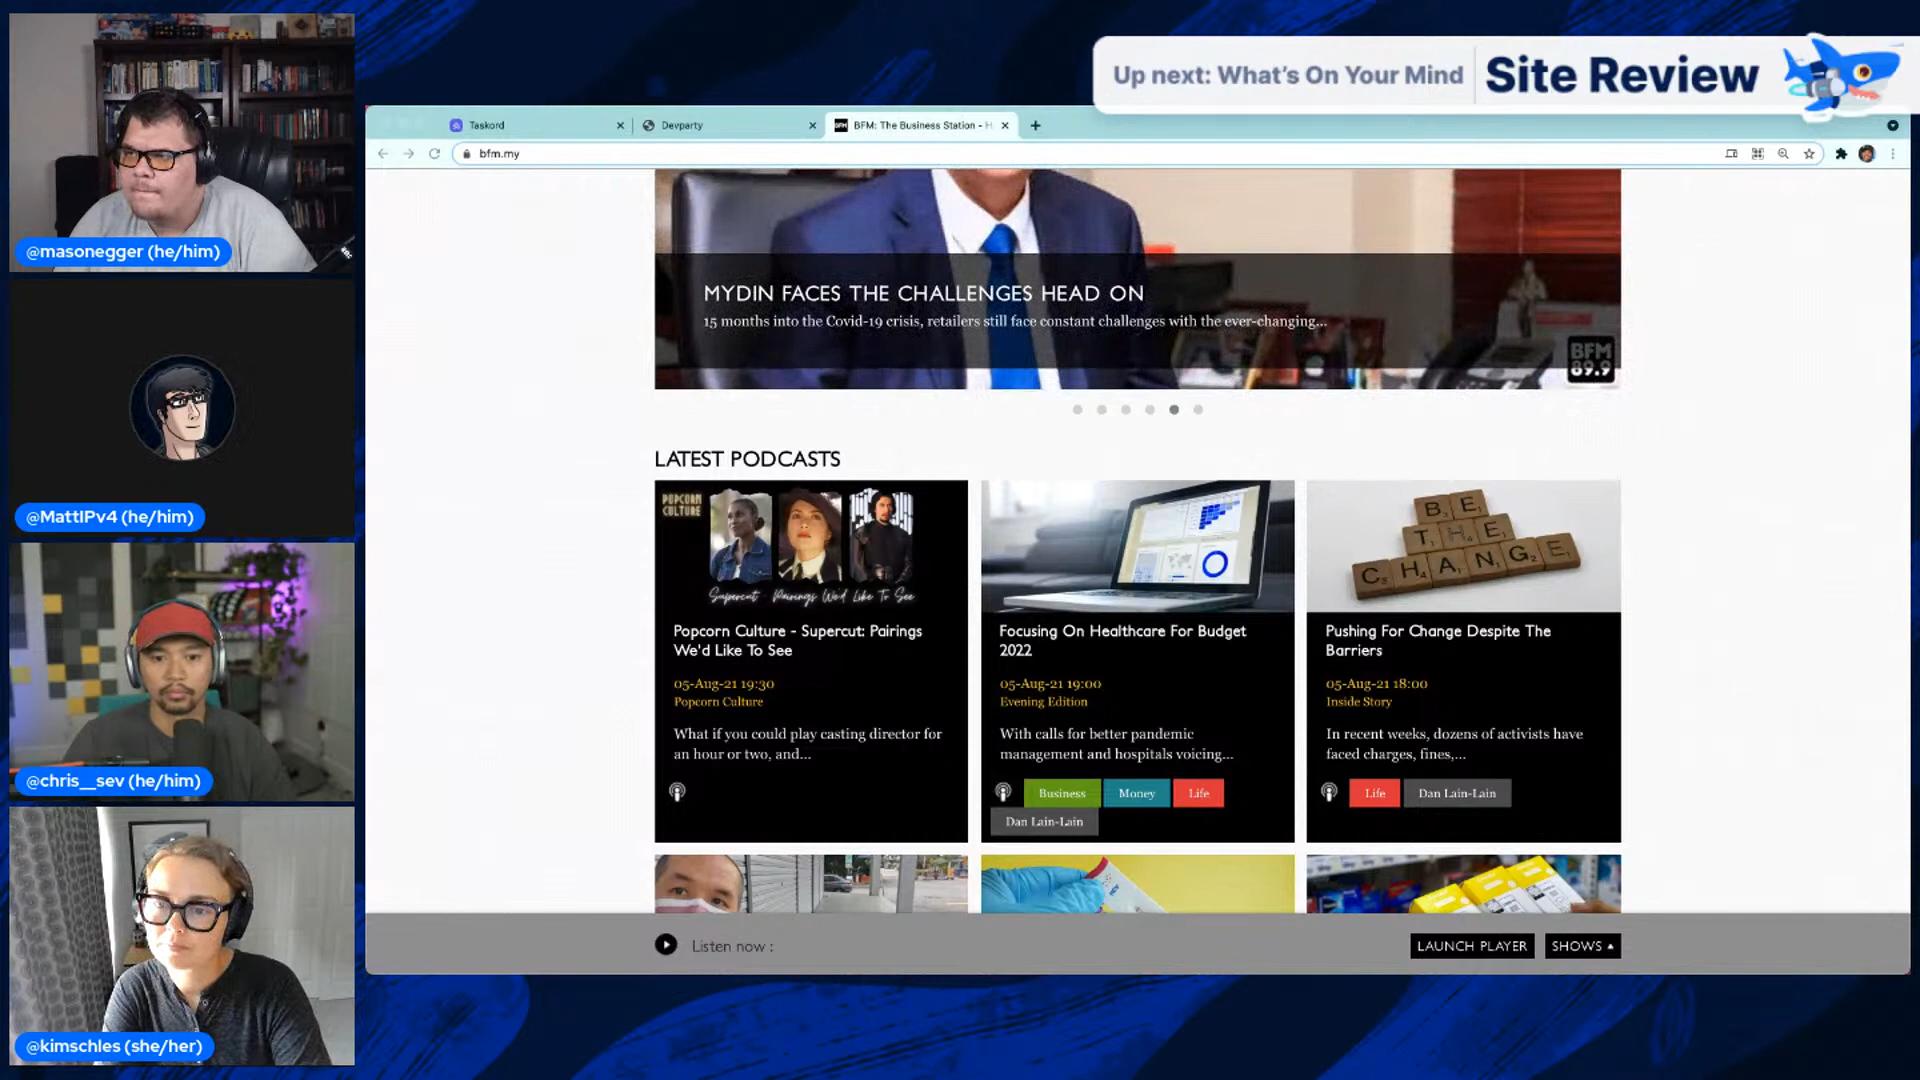 Up next: What's On Your Mind
Site Review
Taskord
Devparty
BFM: The Business Station - H
bfm.my
MYDIN FACES THE CHALLENGES HEAD ON
15 months into the Covid-19 crisis, retailers still face constant challenges with the ever-changing...
BFM
89.9
LATEST PODCASTS
POPCORN
CULTURE
Supercut Pairings We'd Like To See
BE
THE
CHANGE
Popcorn Culture - Supercut: Pairings
We'd Like To See
05-Aug-21 19:30
Popcorn Culture
What if you could play casting director for
an hour or two, and...
Focusing On Healthcare For Budget
2022
05-Aug-21 19:00
Evening Edition
With calls for better pandemic
management and hospitals voicing...
Business
Money
Life
Dan Lain-Lain
Pushing For Change Despite The
Barriers
05-Aug-21 18:00
Inside Story
In recent weeks, dozens of activists have
faced charges, fines,...
Life
Dan Lain-Lain
Listen now :
LAUNCH PLAYER
SHOWS
@masonegger (he/him)
@MattIPv4 (he/him)
@chris__sev (he/him)
@kimschles (she/her)